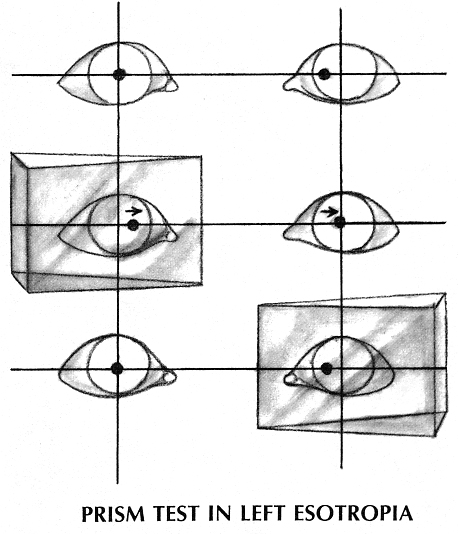 PRISM TEST IN LEFT ESOTROPIA